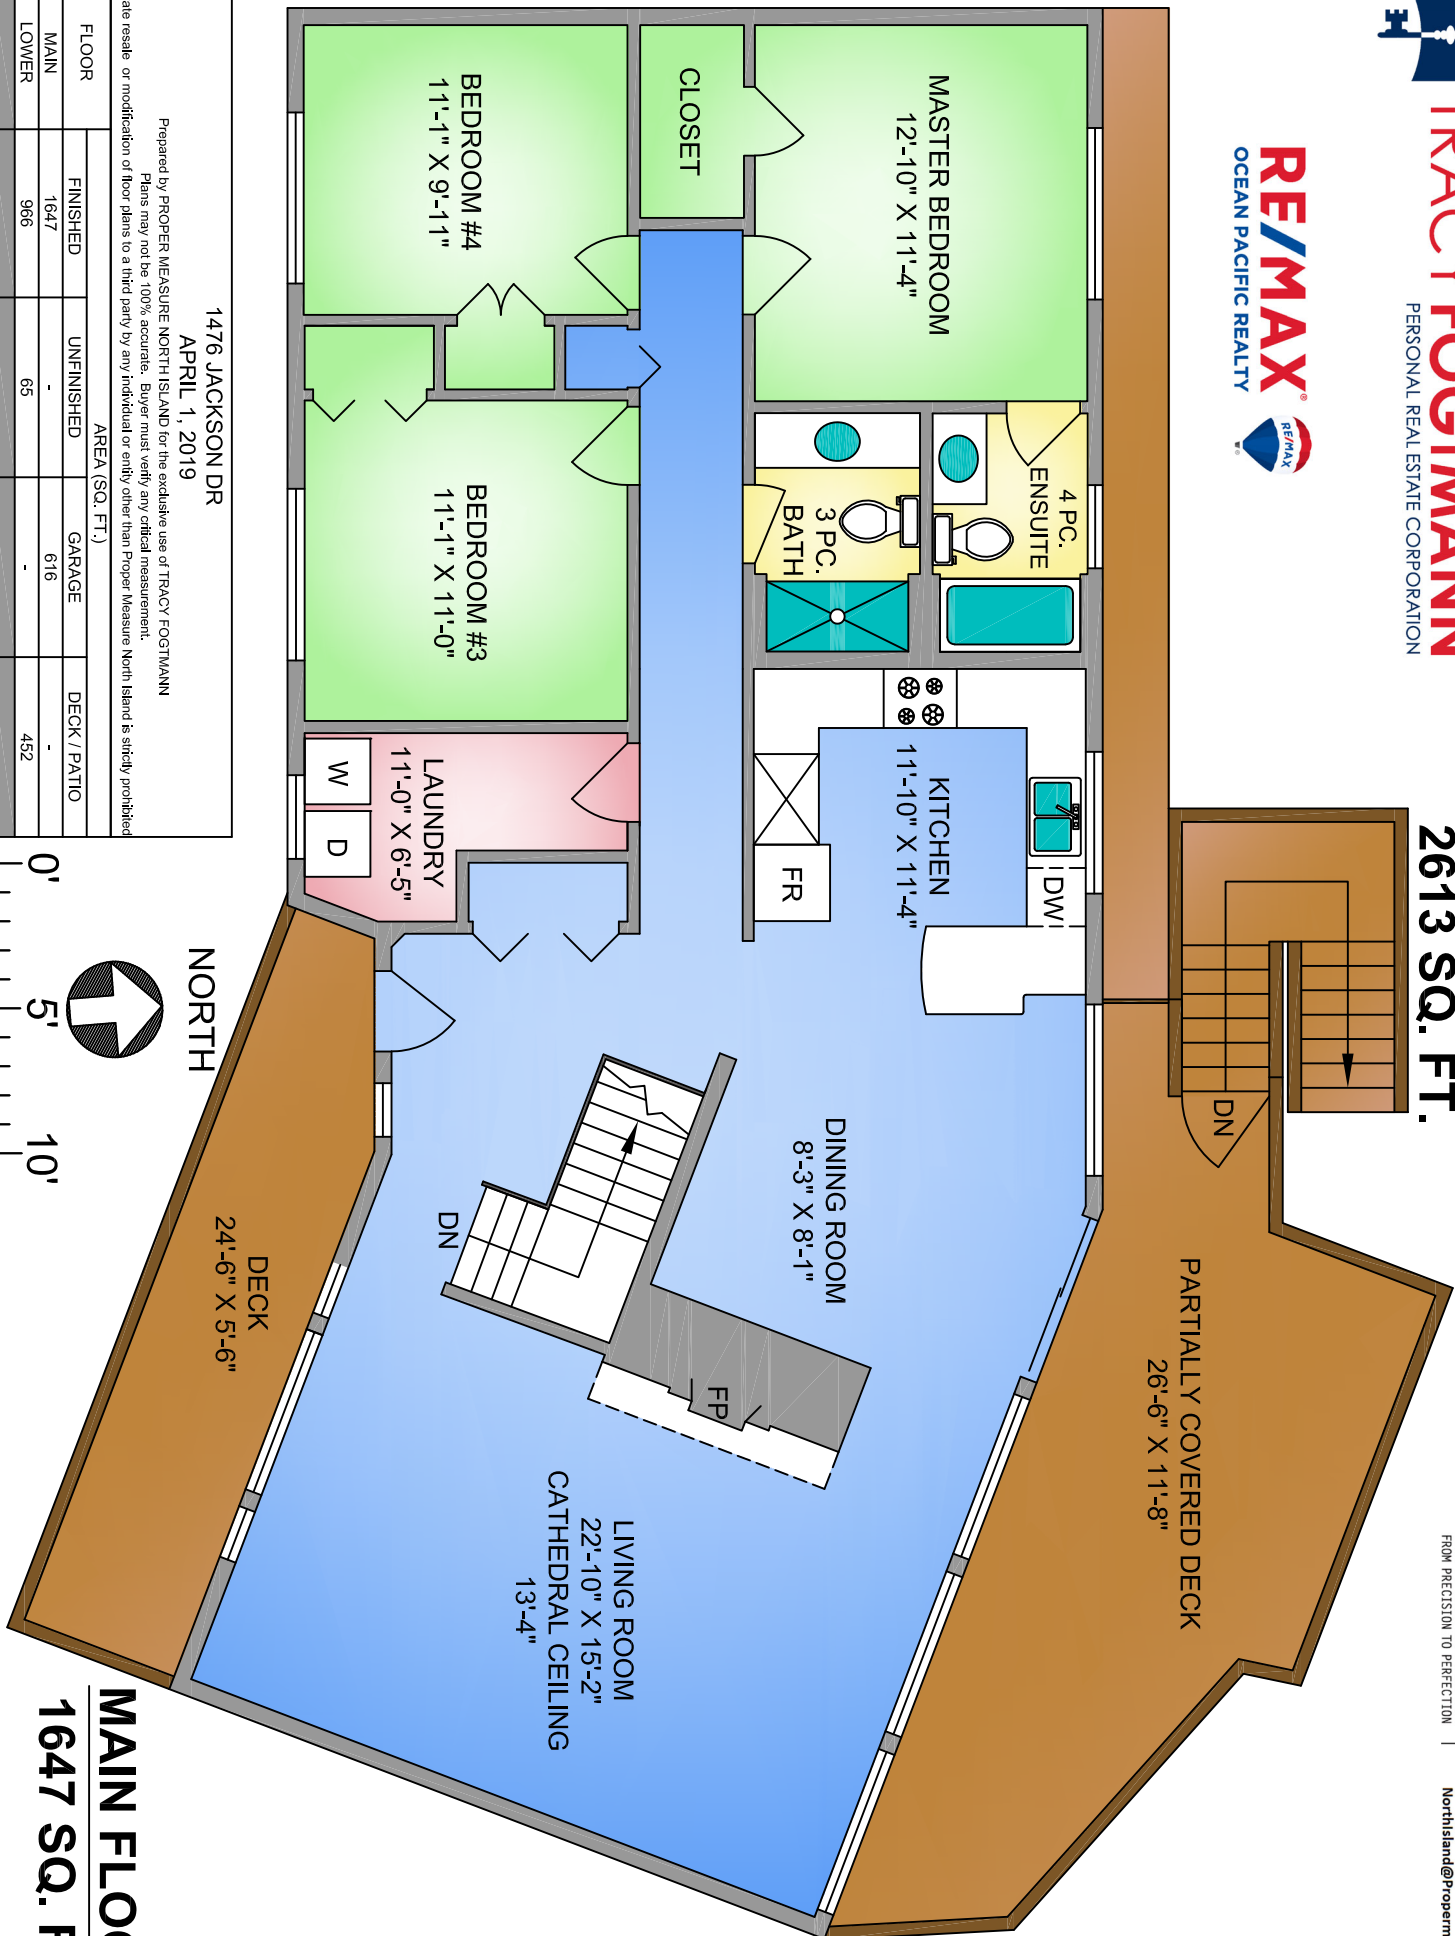 TRACY FOGTMANN
PERSONAL REAL ESTATE CORPORATION
RE/MAX®
OCEAN PACIFIC REALTY
RE/MAX
2613 SQ. FT.
FROM PRECISION TO PERFECTION |
DN
PARTIALLY COVERED DECK
26'-6" X 11'-8"
MASTER BEDROOM
12'-10" X 11'-4"
4 PC.
ENSUITE
3 PC.
BATH
KITCHEN
11'-10" X 11'-4"
DW
FR
DINING ROOM
8'-3" X 8'-1"
CLOSET
FP
LIVING ROOM
22'-10" X 15'-2"
CATHEDRAL CEILING
13'-4"
BEDROOM #4
11'-1" X 9'-11"
BEDROOM #3
11'-1" X 11'-0"
LAUNDRY
11'-0" X 6'-5"
W
D
DN
DECK
24'-6" X 5'-6"
1476 JACKSON DR
APRIL 1, 2019
Prepared by PROPER MEASURE NORTH ISLAND for the exclusive use of TRACY FOGTMANN
Plans may not be 100% accurate. Buyer must verify any critical measurement.
resale or modification of floor plans to a third party by any individual or entity other than Proper Measure North Island is strictly prohibited
AREA (SQ. FT.)
FLOOR FINISHED UNFINISHED GARAGE DECK / PATIO
MAIN 1647 - 616 -
LOWER 966 65 - 452
NORTH
0' 5' 10'
MAIN
1647 SQ.